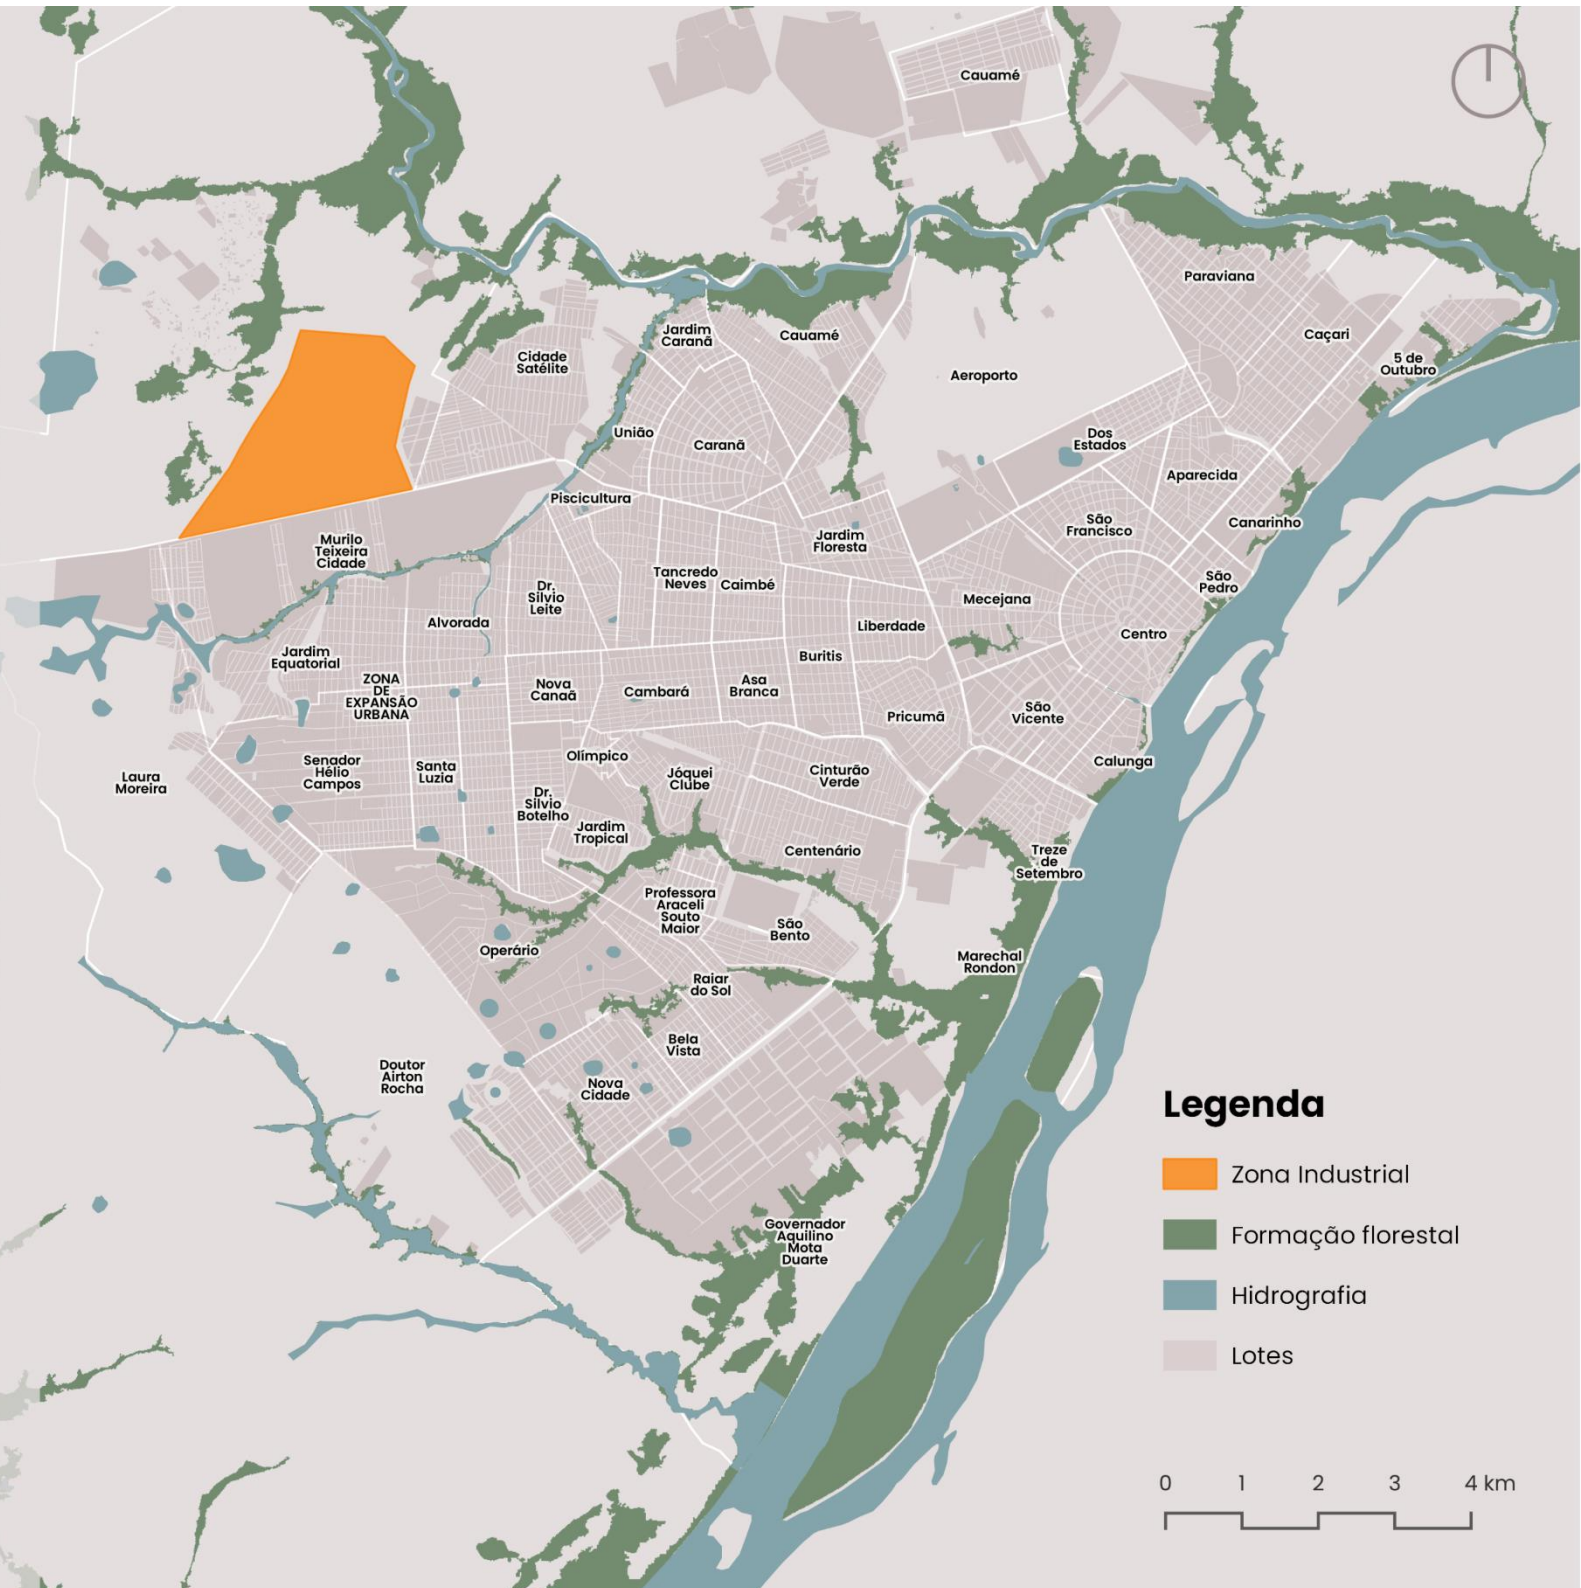 Cauamé
Paraviana
Caçari
5 de
Outubro
Jardim
Caranã
Cauamé
Cidade
Satélite
Aeroporto
União
Caranã
Dos
Estados
Aparecida
Piscicultura
São
Francisco
Canarinho
Murilo
Teixeira
Cidade
Jardim
Floresta
Dr.
Silvio
Leite
Tancredo
Neves
Caimbé
São
Pedro
Mecejana
Alvorada
Liberdade
Centro
Jardim
Equatorial
Buritis
ZONA
DE
EXPANSÃO
URBANA
Nova
Canaã
Cambará
Asa
Branca
Pricumã
São
Vicente
Laura
Moreira
Senador
Hélio
Campos
Santa
Luzia
Olímpico
Jóquei
Clube
Cinturão
Verde
Calunga
Dr.
Silvio
Botelho
Jardim
Tropical
Centenário
Treze
de
Setembro
Professora
Araceli
Souto
Maior
São
Bento
Operário
Marechal
Rondon
Raiar
do Sol
Bela
Vista
Doutor
Airton
Rocha
Nova
Cidade
Governador
Aquilino
Mota
Duarte
Legenda
Zona Industrial
Formação florestal
Hidrografia
Lotes
0 1 2 3 4 km